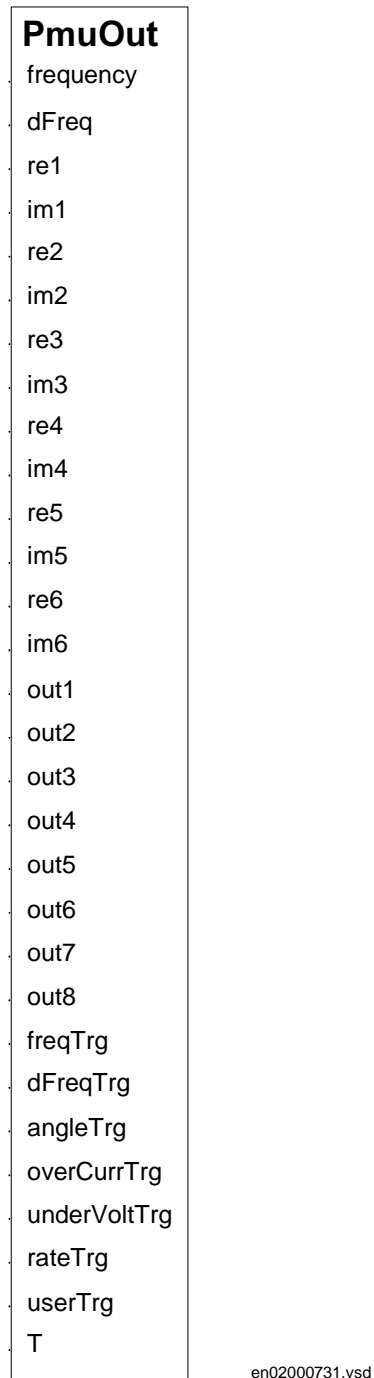 PmuOut
frequency
dFreq
re1
im1
re2
im2
re3
im3
re4
im4
re5
im5
re6
im6
out1
out2
out3
out4
out5
out6
out7
out8
freqTrg
dFreqTrg
angleTrg
overCurrTrg
underVoltTrg
rateTrg
userTrg
T
en02000731.vsd